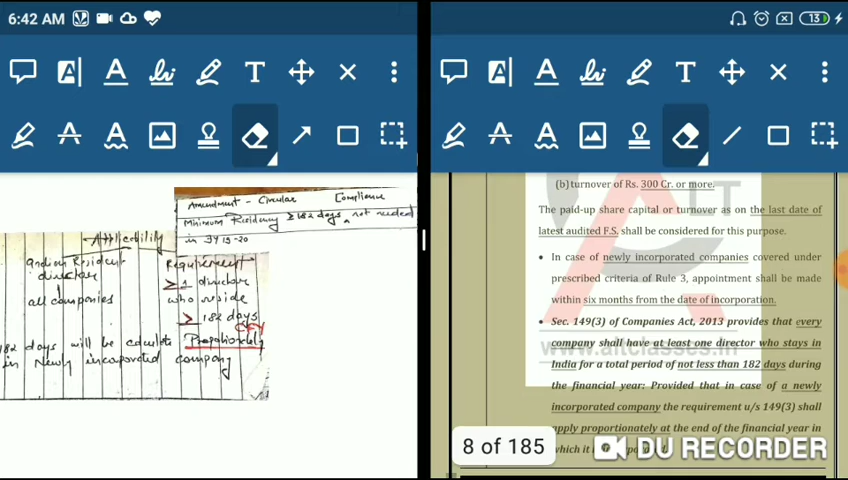 6:42 AM
13
Amendment - Circular Compliance
Minimum Residency ≥ 182 days ^ not needed
in FY 19-20
Applicability
Indian Resident Requirement
director ≥ 1 director
all companies who reside
≥ 182 days
CFY
182 days will be calculate Proportionately
in Newly incorporated company
(b) turnover of Rs. 300 Cr. or more.
The paid-up share capital or turnover as on the last date of
latest audited F.S. shall be considered for this purpose.
• In case of newly incorporated companies covered under
prescribed criteria of Rule 3, appointment shall be made
within six months from the date of incorporation.
• Sec. 149(3) of Companies Act, 2013 provides that every
company shall have at least one director who stays in
India for a total period of not less than 182 days during
the financial year: Provided that in case of a newly
incorporated company the requirement u/s 149(3) shall
apply proportionately at the end of the financial year in
which it is
www.aitclasses.in
8 of 185
DU RECORDER